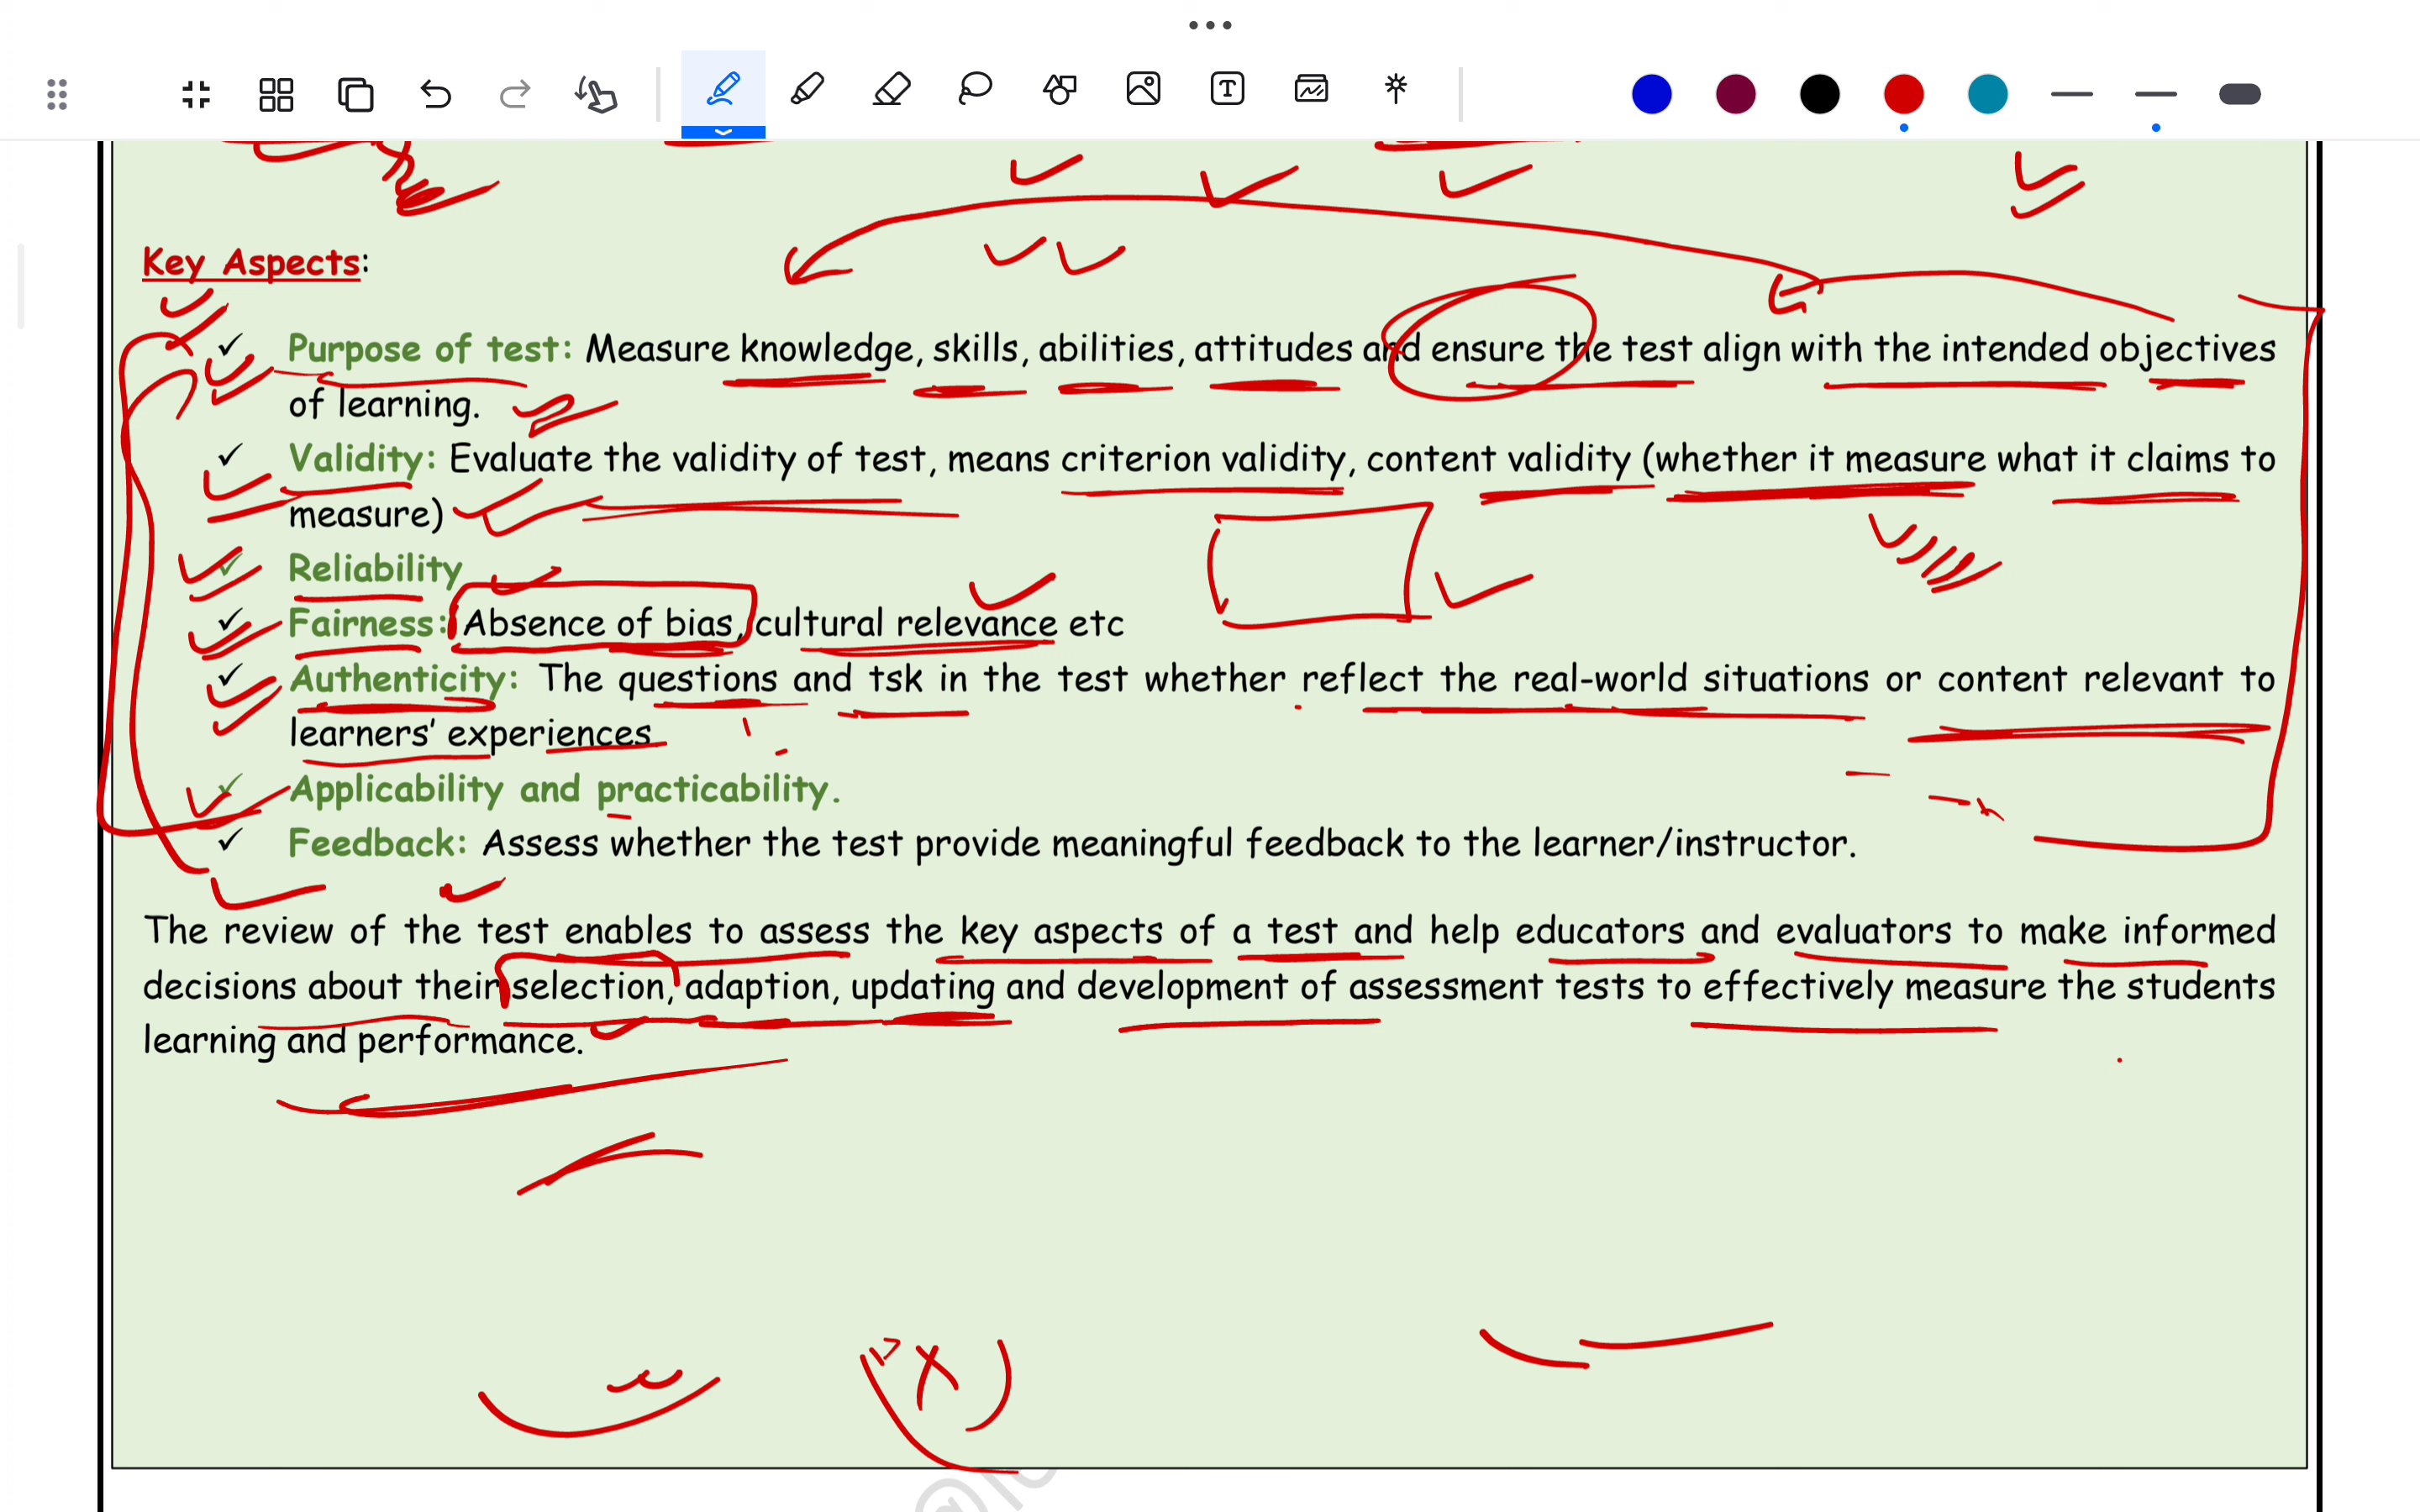 Key Aspects:
✓ Purpose of test: Measure knowledge, skills, abilities, attitudes and ensure the test align with the intended objectives
of learning.
✓ Validity: Evaluate the validity of test, means criterion validity, content validity (whether it measure what it claims to
measure)
✓ Reliability
✓ Fairness: Absence of bias, cultural relevance etc
✓ Authenticity: The questions and tsk in the test whether reflect the real-world situations or content relevant to
learners' experiences
✓ Applicability and practicability.
✓ Feedback: Assess whether the test provide meaningful feedback to the learner/instructor.
The review of the test enables to assess the key aspects of a test and help educators and evaluators to make informed
decisions about their selection, adaption, updating and development of assessment tests to effectively measure the students
learning and performance.